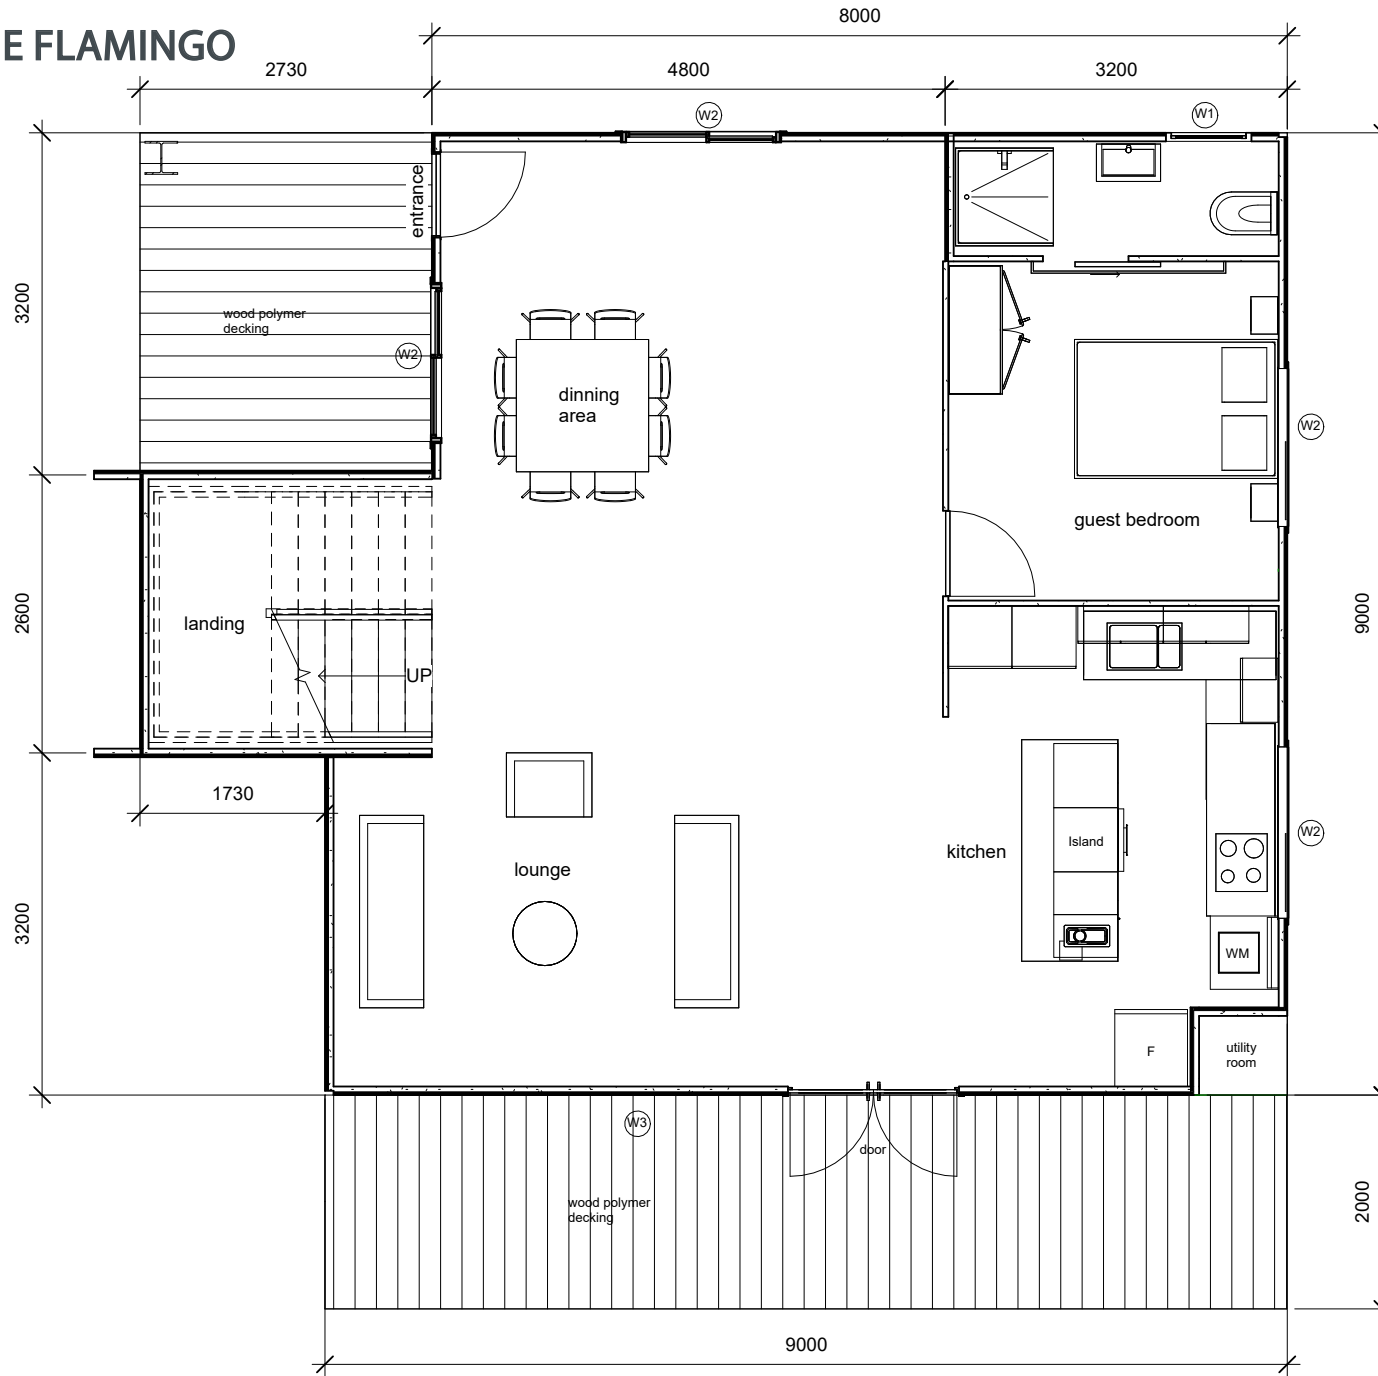 E FLAMINGO
8000
2730
4800
3200
W2
W1
entrance
3200
wood polymer
decking
W2
dinning
area
W2
guest bedroom
2600
landing
UP
9000
1730
lounge
kitchen
Island
W2
3200
WM
F
utility
room
W3
door
wood polymer
decking
2000
9000